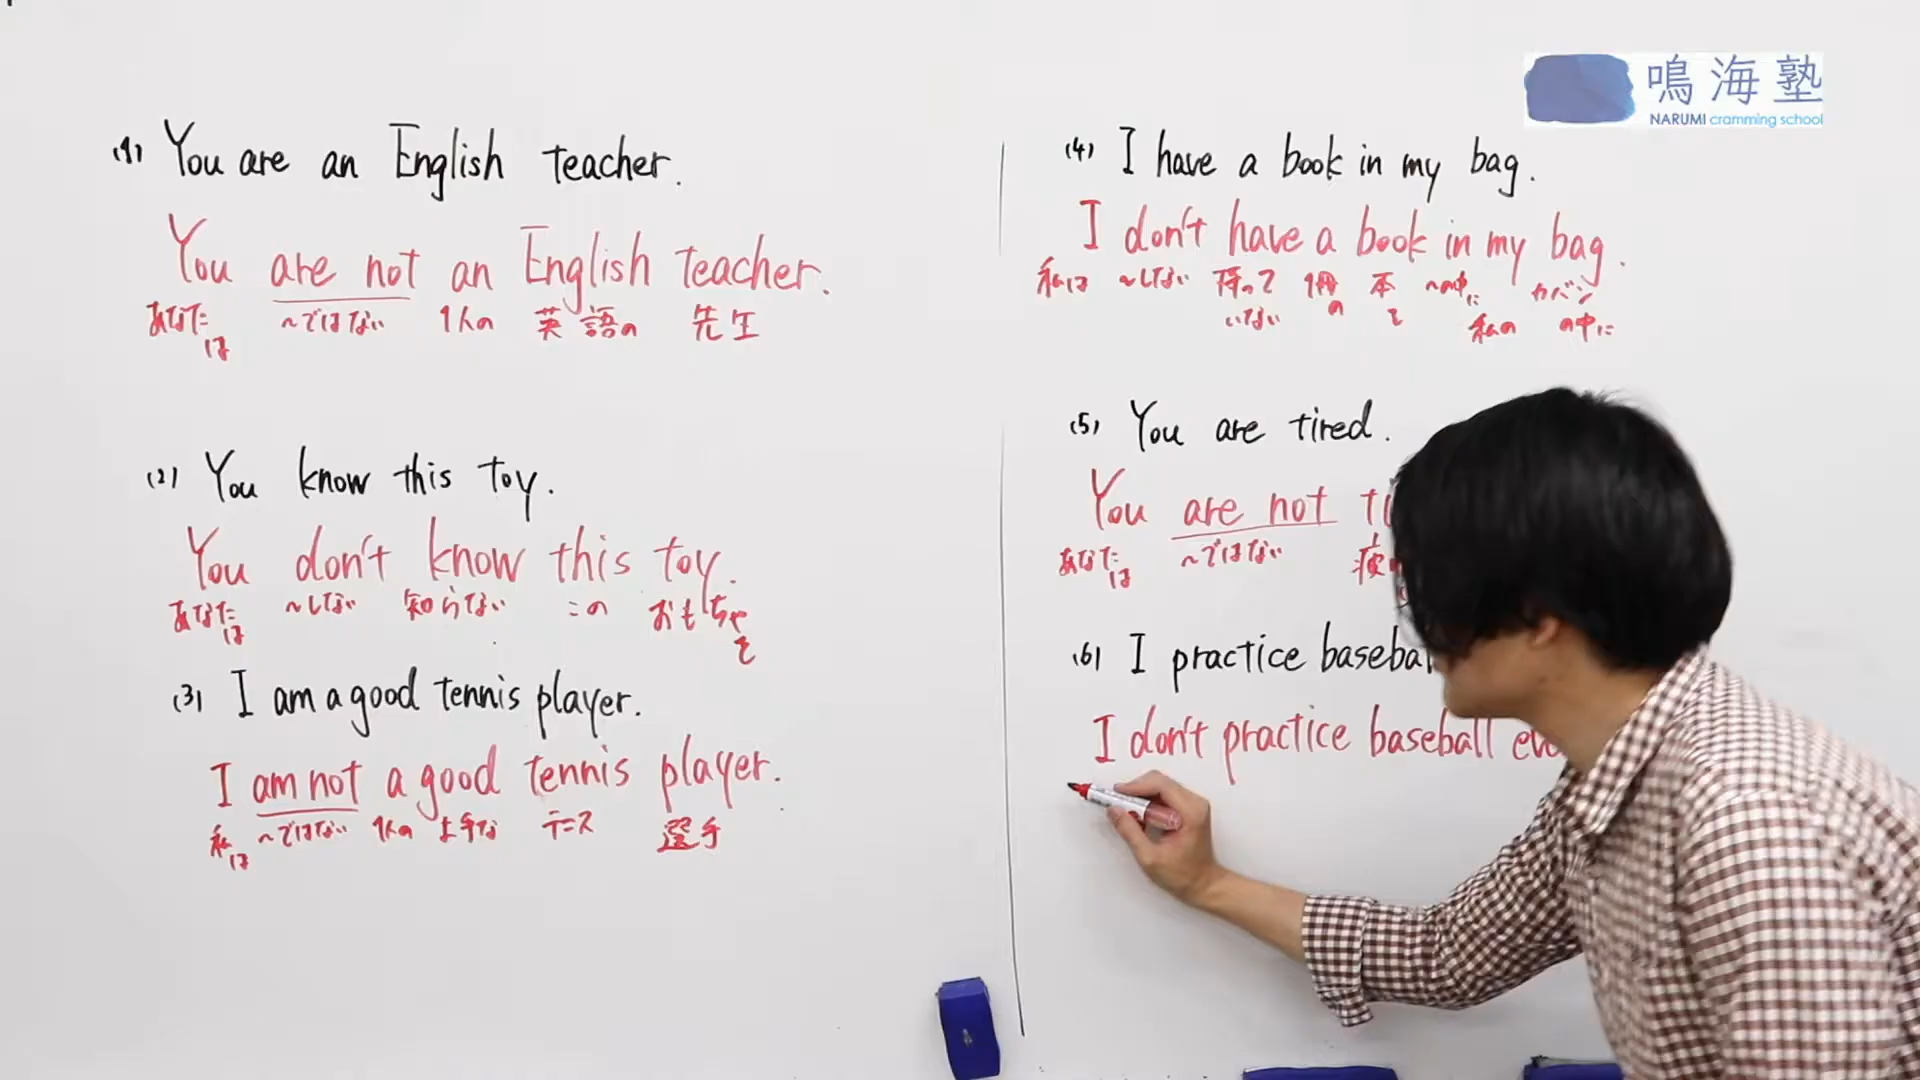 鳴海塾
NARUMI cramming school
(1) You are an English teacher.
You are not an English teacher.
あなたは ～ではない 1人の 英語の 先生
(2) You know this toy.
You don't know this toy.
あなたは ～しない 知らない この おもちゃを
(3) I am a good tennis player.
I am not a good tennis player.
私は ～ではない 1人の 上手な テニス 選手
(4) I have a book in my bag.
I don't have a book in my bag.
私は ～しない 持って 1冊の 本を ～の中に カバン
いない 私の の中に
(5) You are tired.
You are not
あなたは ～ではない 疲
(6) I practice
I don't practice baseball